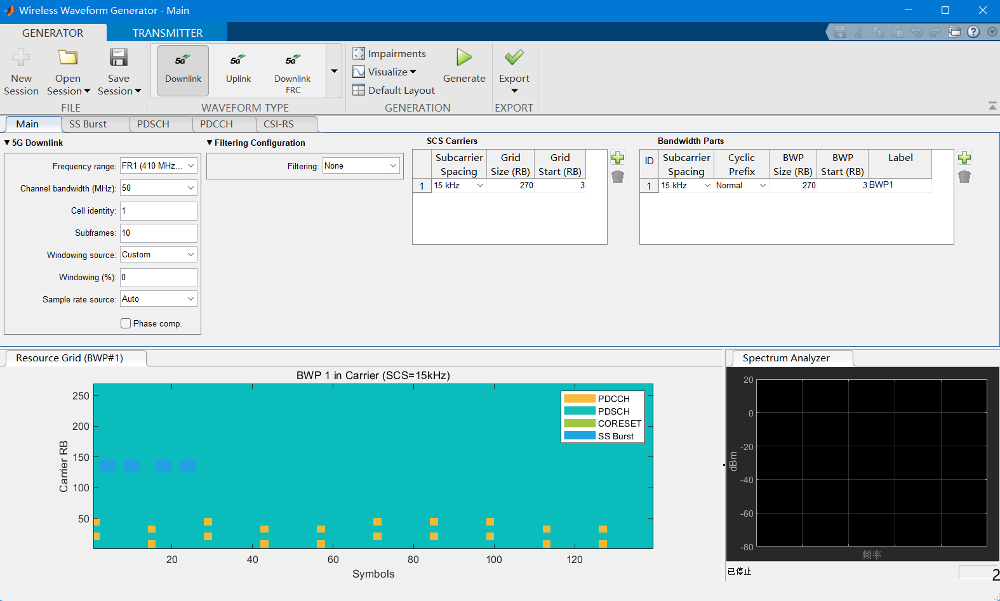 Wireless Waveform Generator - Main
GENERATOR
TRANSMITTER
New Session
Open Session
Save Session
FILE
5G
Downlink
5G
Uplink
5G
Downlink FRC
WAVEFORM TYPE
Impairments
Visualize
Default Layout
Generate
GENERATION
Export
EXPORT
Main
SS Burst
PDSCH
PDCCH
CSI-RS
5G Downlink
Frequency range: FR1 (410 MHz...
Channel bandwidth (MHz): 50
Cell identity: 1
Subframes: 10
Windowing source: Custom
Windowing (%): 0
Sample rate source: Auto
Phase comp.
Filtering Configuration
Filtering: None
SCS Carriers
Subcarrier Spacing
Grid Size (RB)
Grid Start (RB)
1 15 kHz 270 3
Bandwidth Parts
ID
Subcarrier Spacing
Cyclic Prefix
BWP Size (RB)
BWP Start (RB)
Label
1 15 kHz Normal 270 3 BWP1
Resource Grid (BWP#1)
BWP 1 in Carrier (SCS=15kHz)
Carrier RB
250
200
150
100
50
20 40 60 80 100 120
Symbols
PDCCH
PDSCH
CORESET
SS Burst
Spectrum Analyzer
dBm
20
0
-20
-40
-60
-80
频率
已停止
2